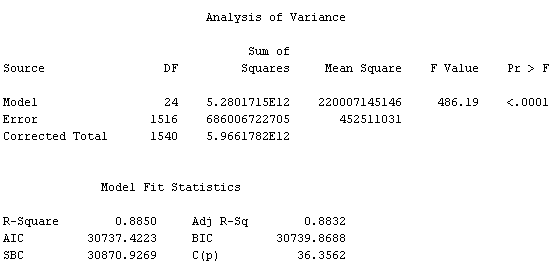 Analysis of Variance
Sum of
Source DF Squares Mean Square F Value Pr > F
Model 24 5.2801715E12 220007145146 486.19 <.0001
Error 1516 686006722705 452511031
Corrected Total 1540 5.9661782E12
Model Fit Statistics
R-Square 0.8850 Adj R-Sq 0.8832
AIC 30737.4223 BIC 30739.8688
SBC 30870.9269 C(p) 36.3562